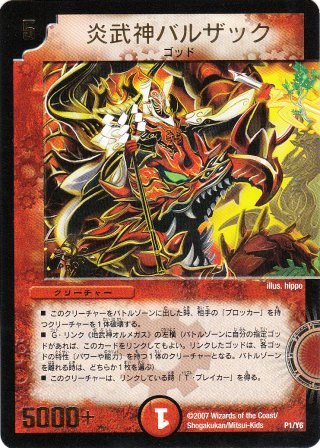 炎武神バルザック
ゴッド
illus. hippo
クリーチャー
■ このクリーチャーをバトルゾーンに出した時、相手の「ブロッカー」を持
つクリーチャーを1体破壊する。
■ G・リンク《地武神オルメガス》の左横（バトルゾーンに自分の指定ゴ
ッドがあれば、このカードをリンクしてもよい。リンクしたゴッドは、各ゴッ
ドの特性（パワーや能力）を持つ1体のクリーチャーとなる。バトルゾーン
を離れる時は、どちらか1枚を選ぶ）
■ このクリーチャーは、リンクしている時「T・ブレイカー」を得る。
5000+
1
©2007 Wizards of the Coast/
Shogakukan/Mitsui-Kids
P1/Y6